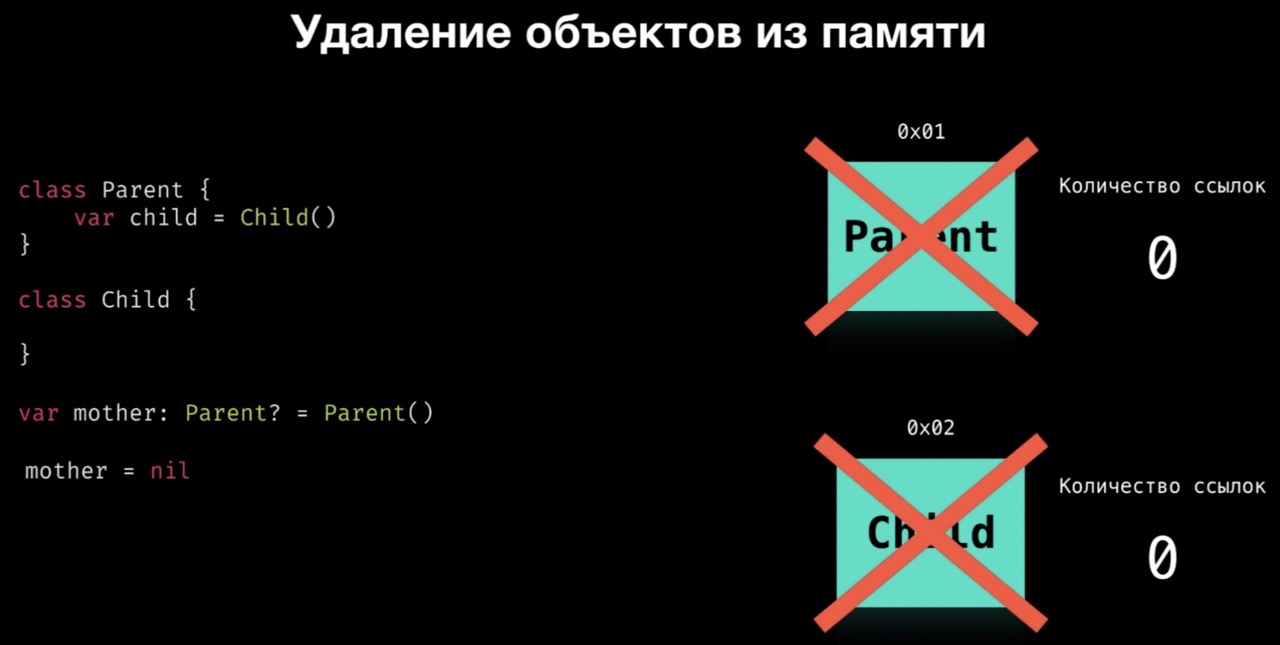 Удаление объектов из памяти
class Parent {
    var child = Child()
}
class Child {
}
var mother: Parent? = Parent()
mother = nil
0x01
Parent
Количество ссылок
0
0x02
Child
Количество ссылок
0